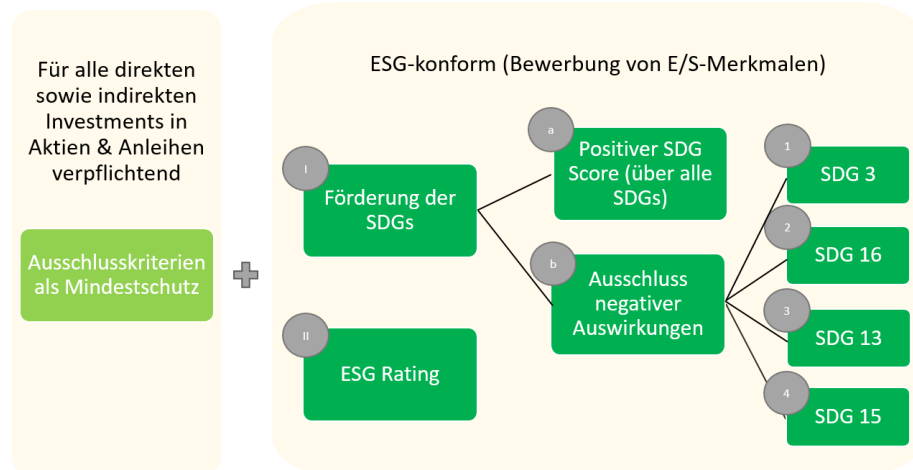 Für alle direkten
sowie indirekten
Investments in
Aktien & Anleihen
verpflichtend
Ausschlusskriterien
als Mindestschutz
ESG-konform (Bewerbung von E/S-Merkmalen)
I
Förderung der
SDGs
II
ESG Rating
a
Positiver SDG
Score (über alle
SDGs)
b
Ausschluss
negativer
Auswirkungen
1
SDG 3
2
SDG 16
3
SDG 13
4
SDG 15